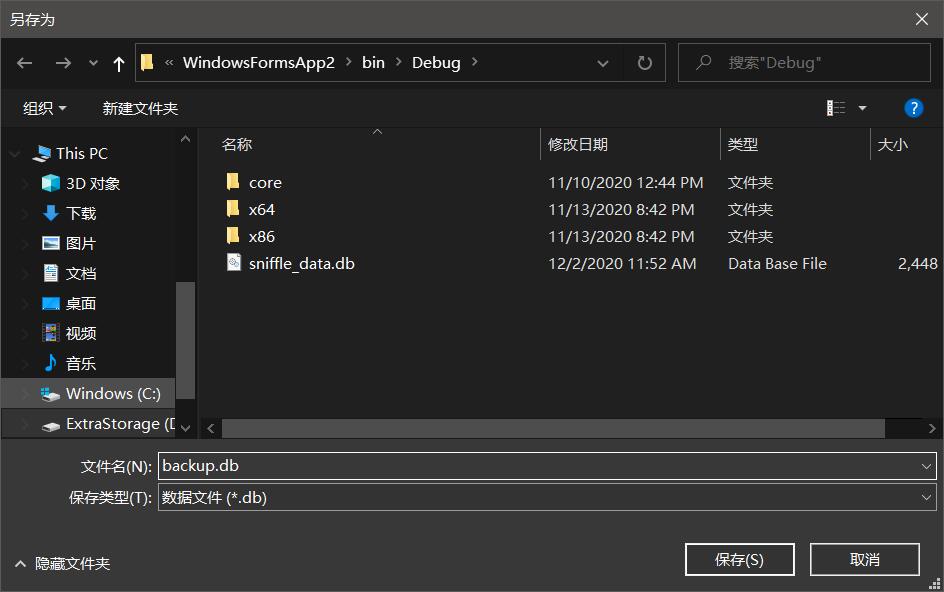 另存为
« WindowsFormsApp2 › bin › Debug ›
搜索"Debug"
组织
新建文件夹
This PC
3D 对象
下载
图片
文档
桌面
视频
音乐
Windows (C:)
ExtraStorage (D
名称 修改日期 类型 大小
core 11/10/2020 12:44 PM 文件夹
x64 11/13/2020 8:42 PM 文件夹
x86 11/13/2020 8:42 PM 文件夹
sniffle_data.db 12/2/2020 11:52 AM Data Base File 2,448
文件名(N): backup.db
保存类型(T): 数据文件 (*.db)
隐藏文件夹
保存(S)
取消